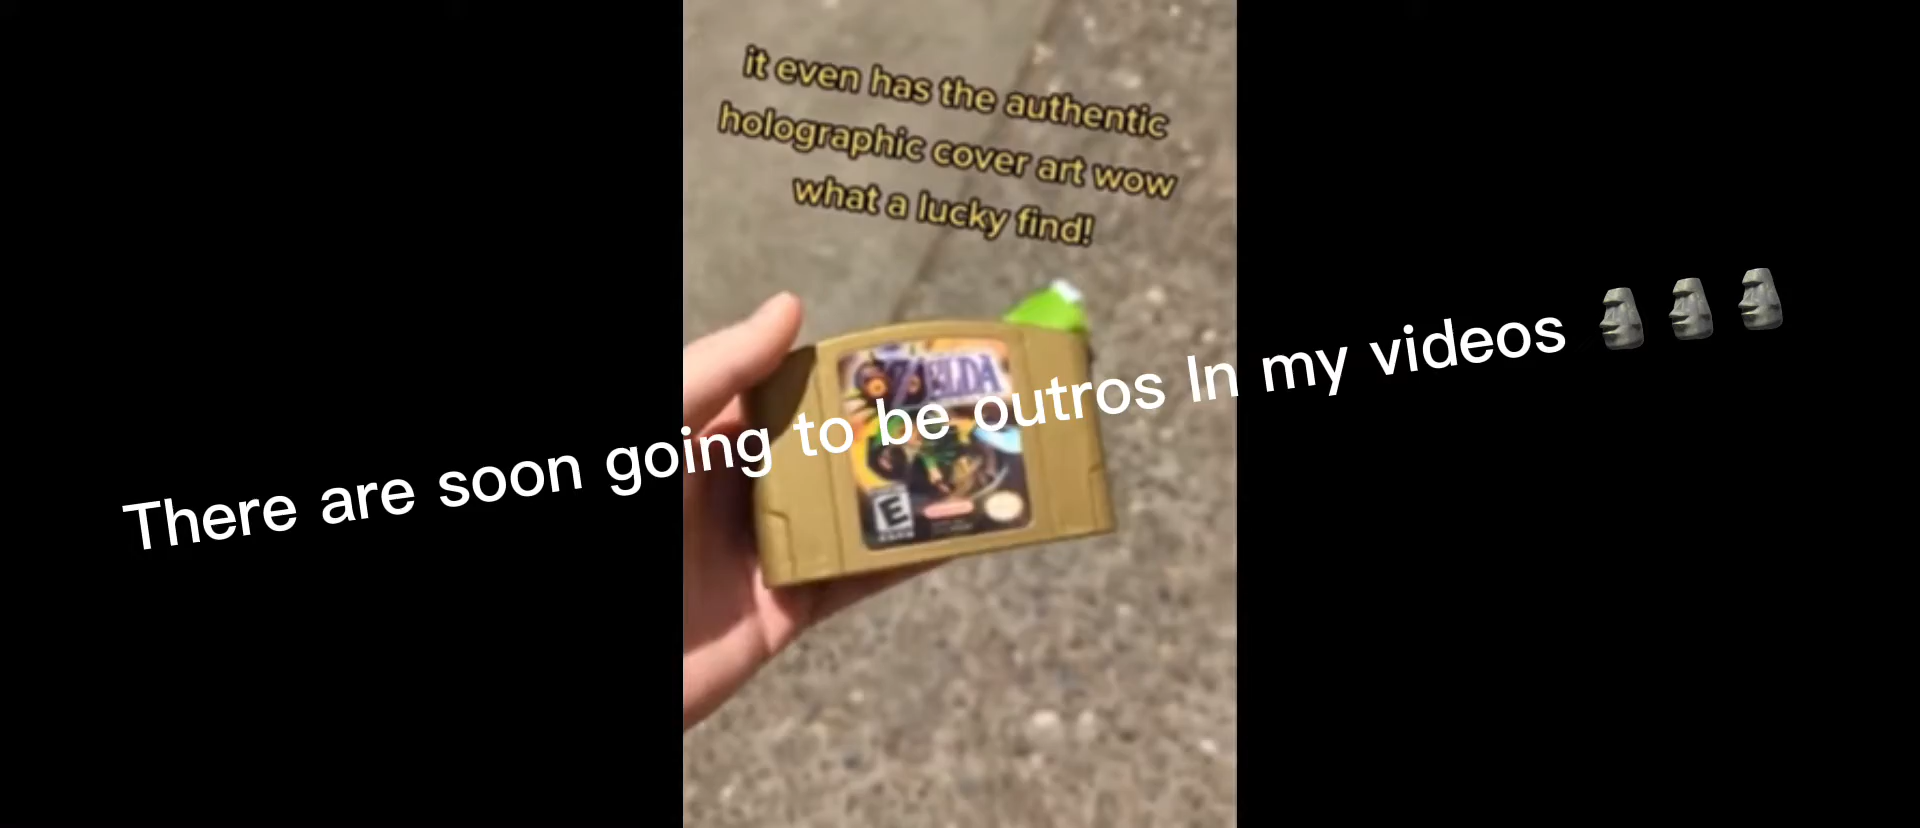 it even has the authentic
holographic cover art wow
what a lucky find!
There are soon going to be outros In my videos 🗿🗿🗿
ZELDA
E